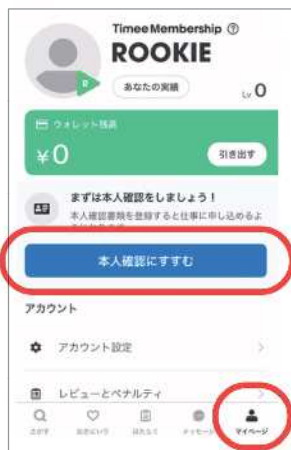 Timee Membership ?
ROOKIE
R
あなたの実績
Lv 0
ウォレット残高
¥0
引き出す
まずは本人確認をしましょう！
本人確認書類を登録すると仕事に申し込めるよ
本人確認にすすむ
アカウント
アカウント設定
レビューとペナルティ
さがす
はたらく
メッセージ
マイページ